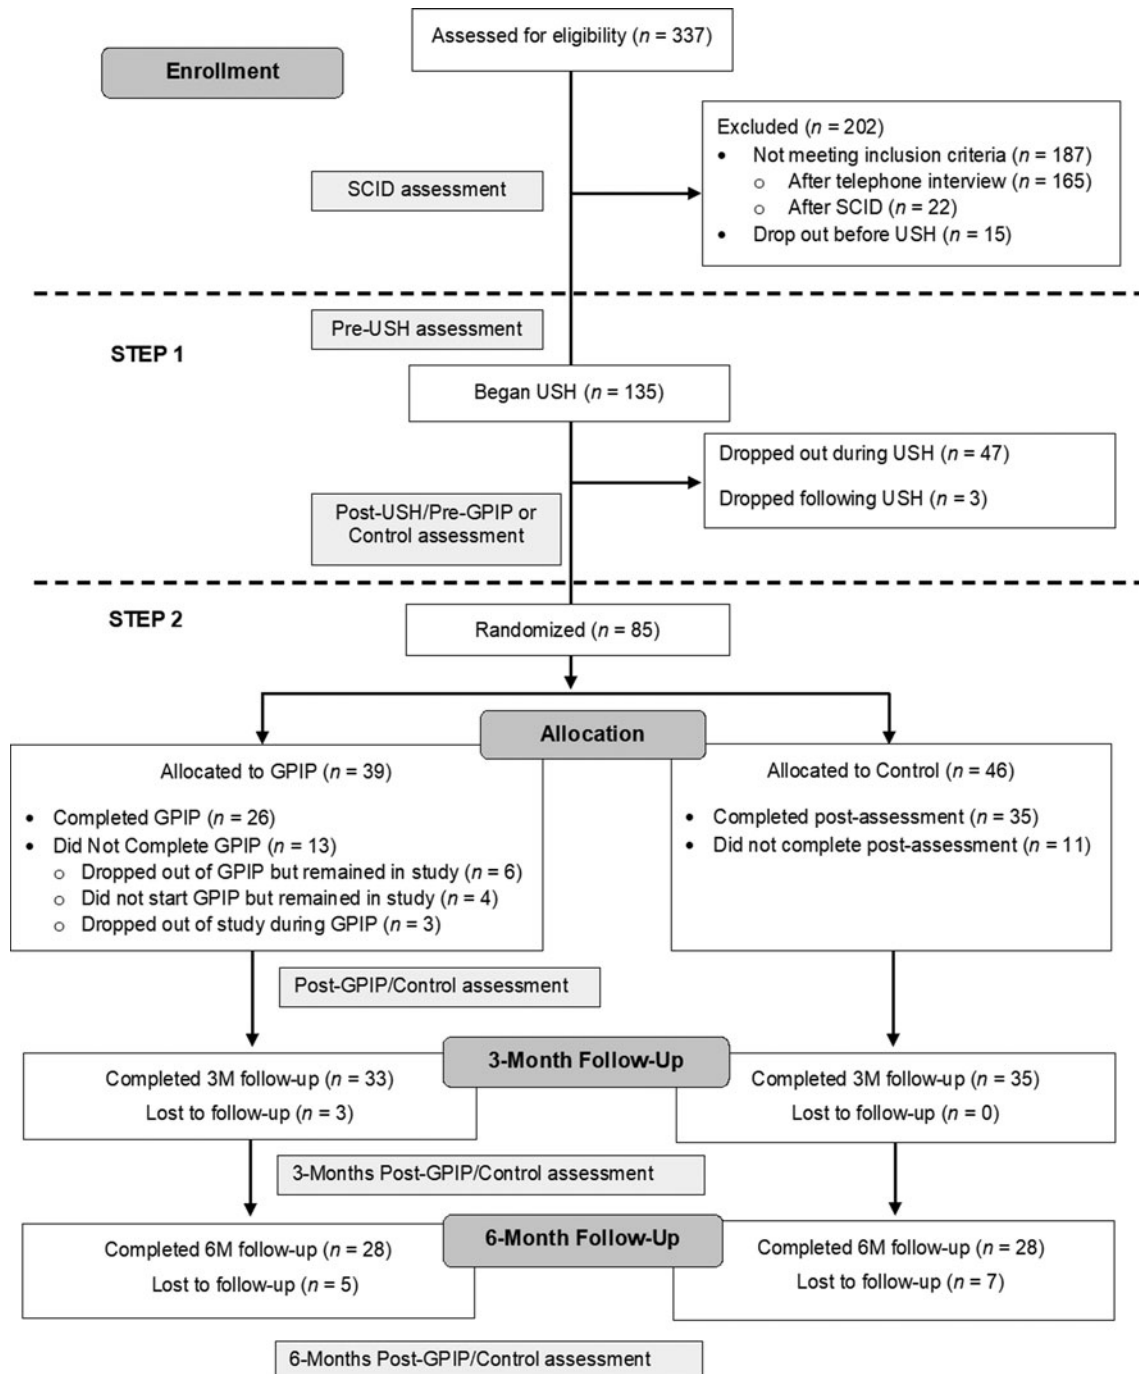 Assessed for eligibility (n = 337)
Enrollment
Excluded (n = 202)
• Not meeting inclusion criteria (n = 187)
o After telephone interview (n = 165)
o After SCID (n = 22)
• Drop out before USH (n = 15)
SCID assessment
Pre-USH assessment
STEP 1
Began USH (n = 135)
Dropped out during USH (n = 47)
Dropped following USH (n = 3)
Post-USH/Pre-GPIP or
Control assessment
STEP 2
Randomized (n = 85)
Allocation
Allocated to GPIP (n = 39)
• Completed GPIP (n = 26)
• Did Not Complete GPIP (n = 13)
o Dropped out of GPIP but remained in study (n = 6)
o Did not start GPIP but remained in study (n = 4)
o Dropped out of study during GPIP (n = 3)
Allocated to Control (n = 46)
• Completed post-assessment (n = 35)
• Did not complete post-assessment (n = 11)
Post-GPIP/Control assessment
3-Month Follow-Up
Completed 3M follow-up (n = 33)
Lost to follow-up (n = 3)
Completed 3M follow-up (n = 35)
Lost to follow-up (n = 0)
3-Months Post-GPIP/Control assessment
6-Month Follow-Up
Completed 6M follow-up (n = 28)
Lost to follow-up (n = 5)
Completed 6M follow-up (n = 28)
Lost to follow-up (n = 7)
6-Months Post-GPIP/Control assessment